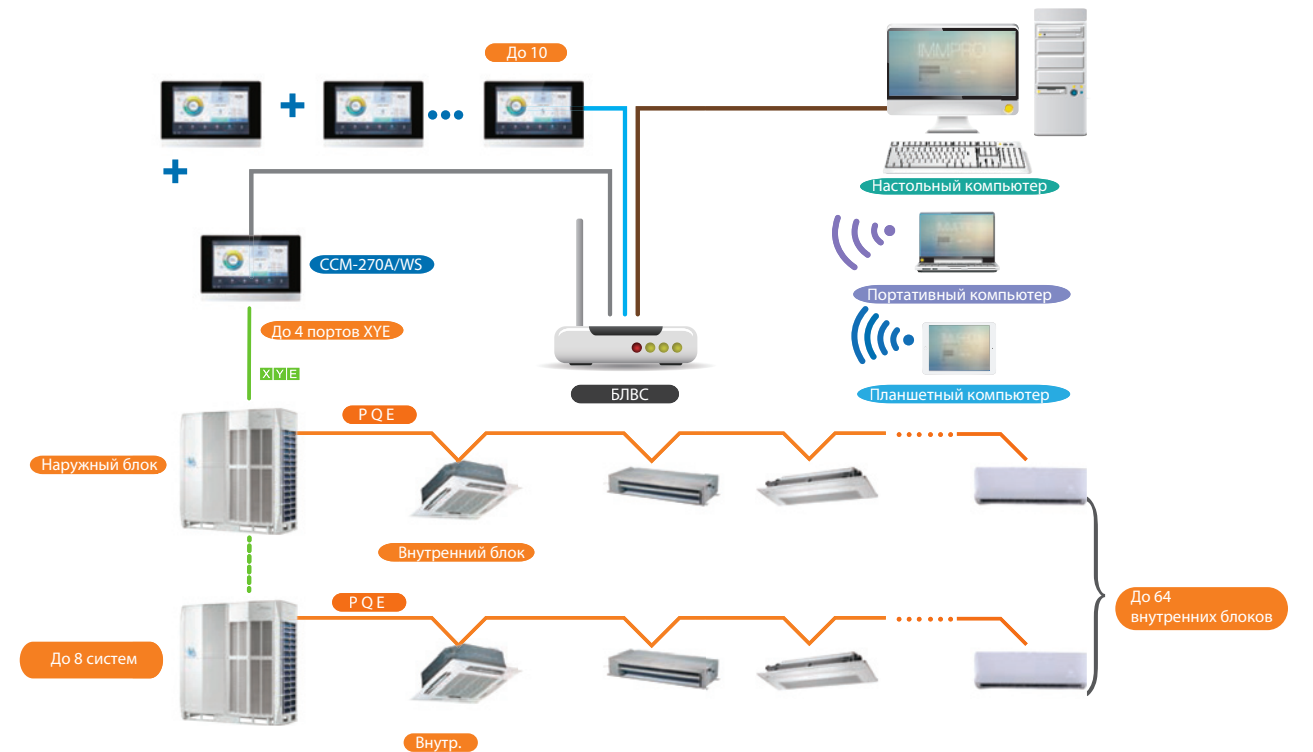 До 10
IMMPRO
Настольный компьютер
CCM-270A/WS
Портативный компьютер
До 4 портов XYE
X Y E
БЛВС
Планшетный компьютер
P Q E
Наружный блок
Внутренний блок
P Q E
До 64
внутренних блоков
До 8 систем
Внутр.